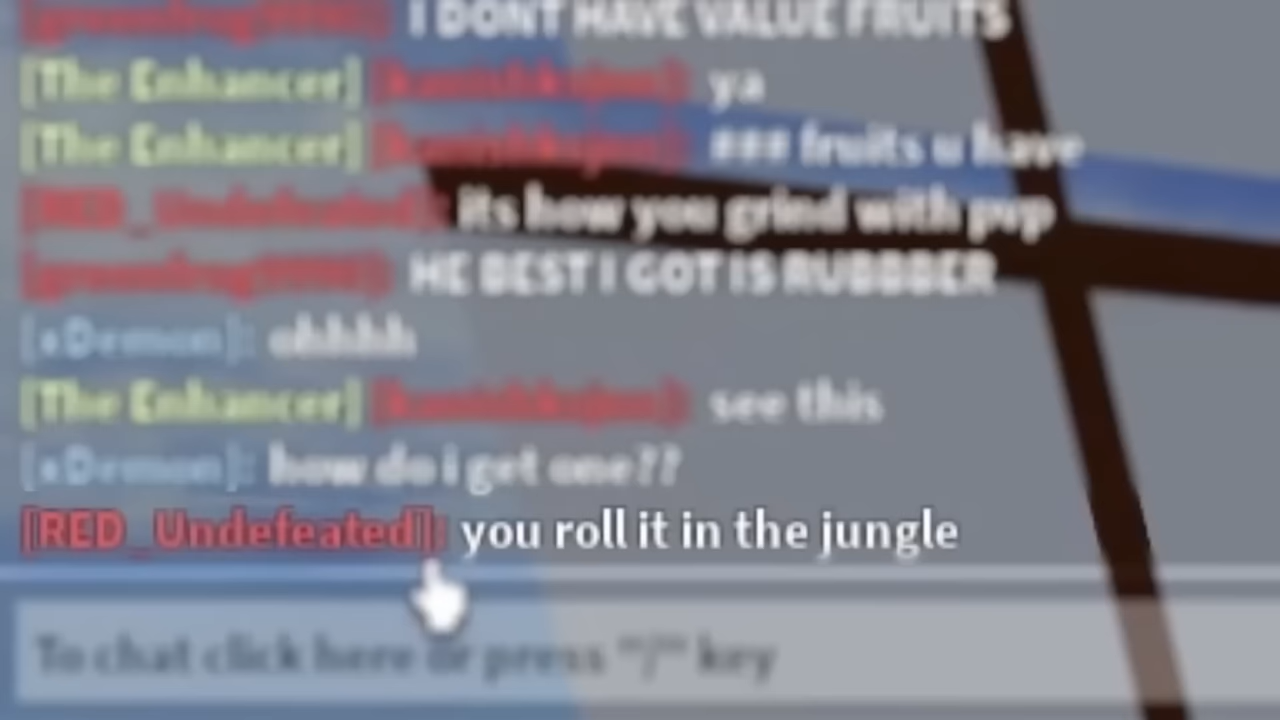 I DONT HAVE VALUE FRUITS
[The Enhancer] ya
[The Enhancer] ### fruits u have
[RED_Undefeated]: its how you grind with pvp
HE BEST I GOT IS RUBBBER
[xDemon]: ohhhh
[The Enhancer] see this
[xDemon]: how do i get one??
[RED_Undefeated]: you roll it in the jungle
To chat click here or press "/" key